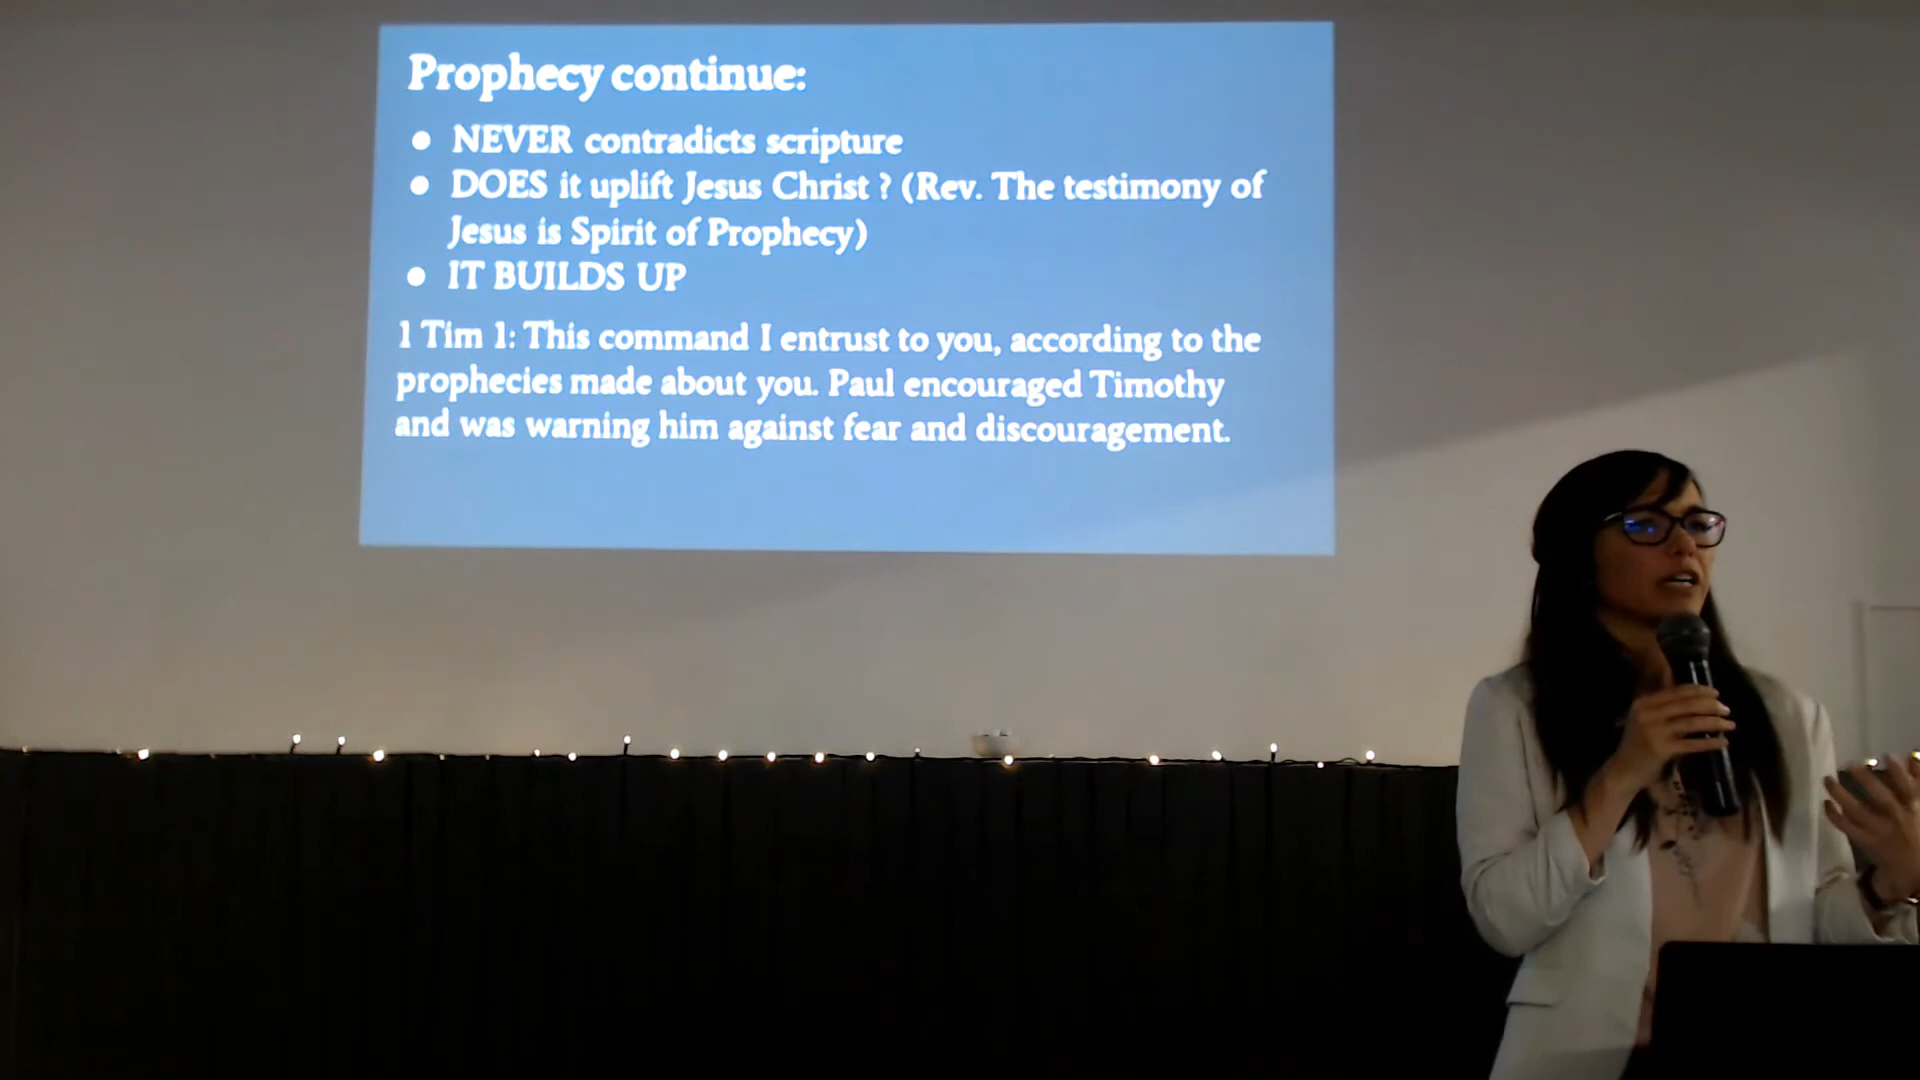 Prophecy continue:
● NEVER contradicts scripture
● DOES it uplift Jesus Christ ? (Rev. The testimony of
Jesus is Spirit of Prophecy)
● IT BUILDS UP
1 Tim 1: This command I entrust to you, according to the
prophecies made about you. Paul encouraged Timothy
and was warning him against fear and discouragement.